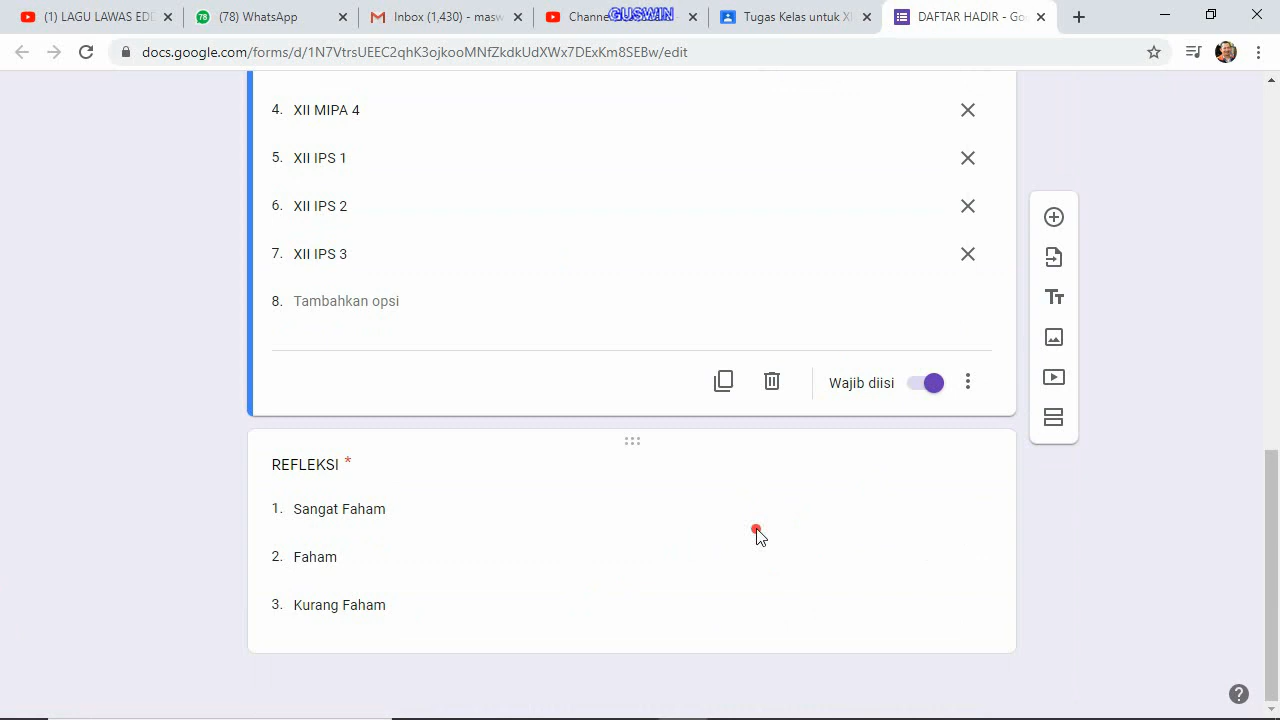 (1) LAGU LAWAS EDD
(78) WhatsApp
Inbox (1,430) - masw
Channe
GUSWIN
Tugas Kelas untuk X
DAFTAR HADIR - Go
docs.google.com/forms/d/1N7VtrsUEEC2qhK3ojkooMNfZkdkUdXWx7DExKm8SEBw/edit
4. XII MIPA 4
5. XII IPS 1
6. XII IPS 2
7. XII IPS 3
8. Tambahkan opsi
Wajib diisi
REFLEKSI *
1. Sangat Faham
2. Faham
3. Kurang Faham